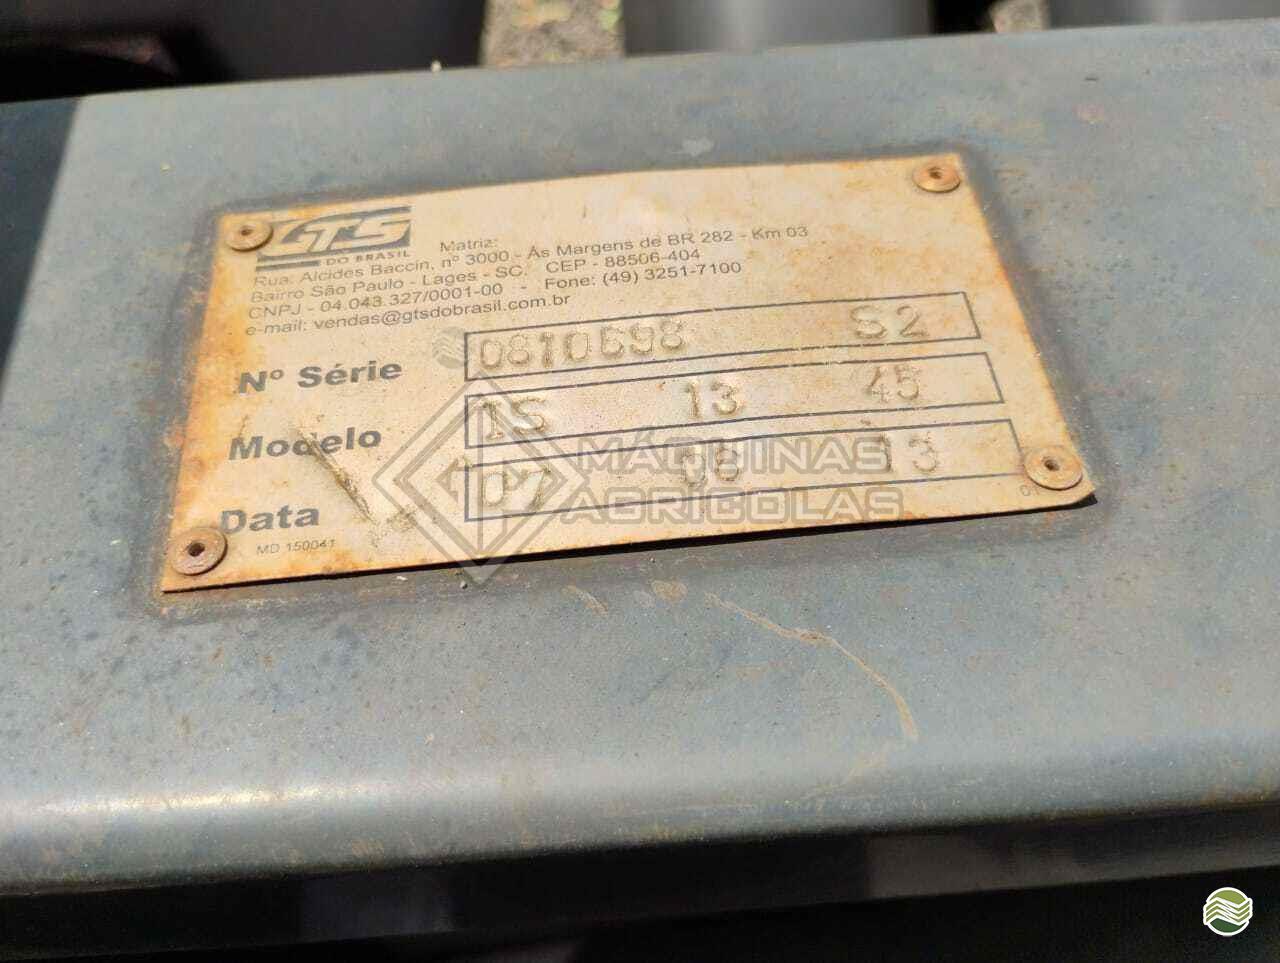 GTS
DO BRASIL
Matriz:
Rua: Alcides Baccin, nº 3000 - Às Margens de BR 282 - Km 03
Bairro São Paulo - Lages - SC. CEP - 88506-404
CNPJ - 04.043.327/0001-00 - Fone: (49) 3251-7100
e-mail: vendas@gtsdobrasil.com.br
Nº Série 0810698 S2
Modelo IS 13 45
Data 07 08 13
MD 150041
MÁQUINAS
AGRÍCOLAS